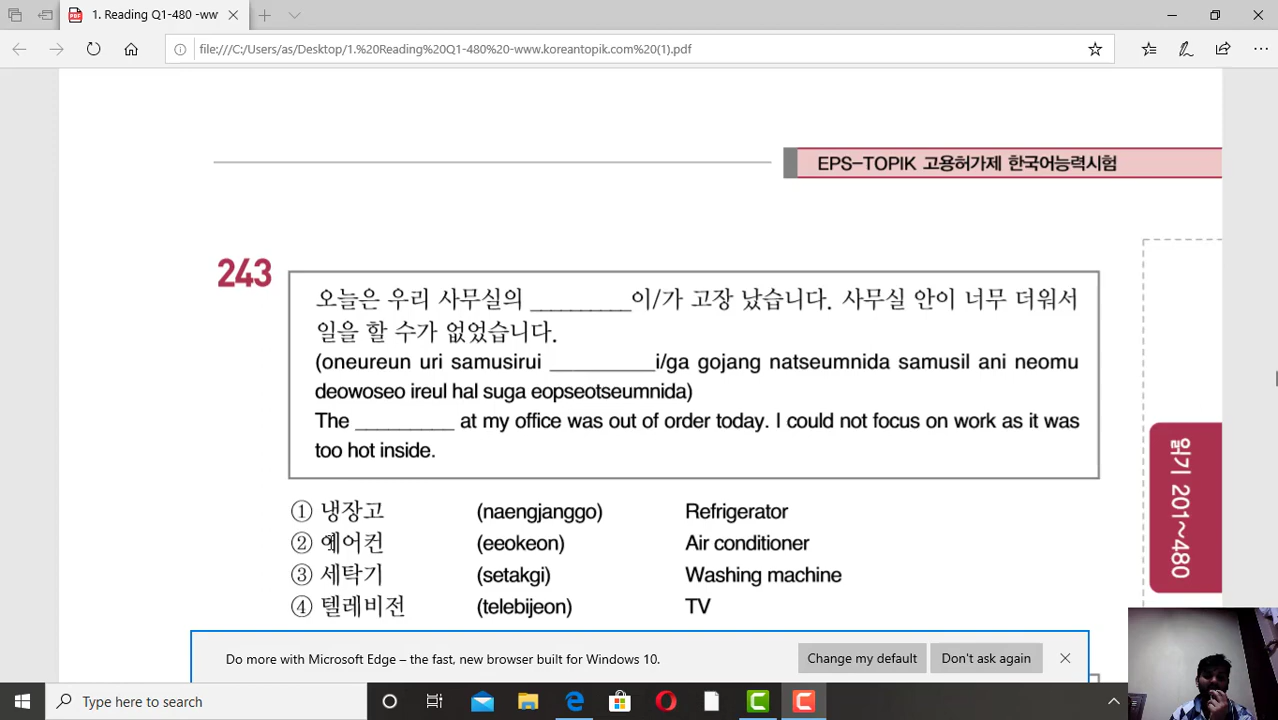 1. Reading Q1-480 -ww
file:///C:/Users/as/Desktop/1.%20Reading%20Q1-480%20-www.koreantopik.com%20(1).pdf
EPS-TOPIK 고용허가제 한국어능력시험
243
오늘은 우리 사무실의 __________이/가 고장 났습니다. 사무실 안이 너무 더워서
일을 할 수가 없었습니다.
(oneureun uri samusirui __________i/ga gojang natseumnida samusil ani neomu
deowoseo ireul hal suga eopseotseumnida)
The _________ at my office was out of order today. I could not focus on work as it was
too hot inside.
① 냉장고 (naengjanggo) Refrigerator
② 에어컨 (eeokeon) Air conditioner
③ 세탁기 (setakgi) Washing machine
④ 텔레비전 (telebijeon) TV
읽기 201~480
Do more with Microsoft Edge – the fast, new browser built for Windows 10.
Change my default
Don't ask again
Type here to search